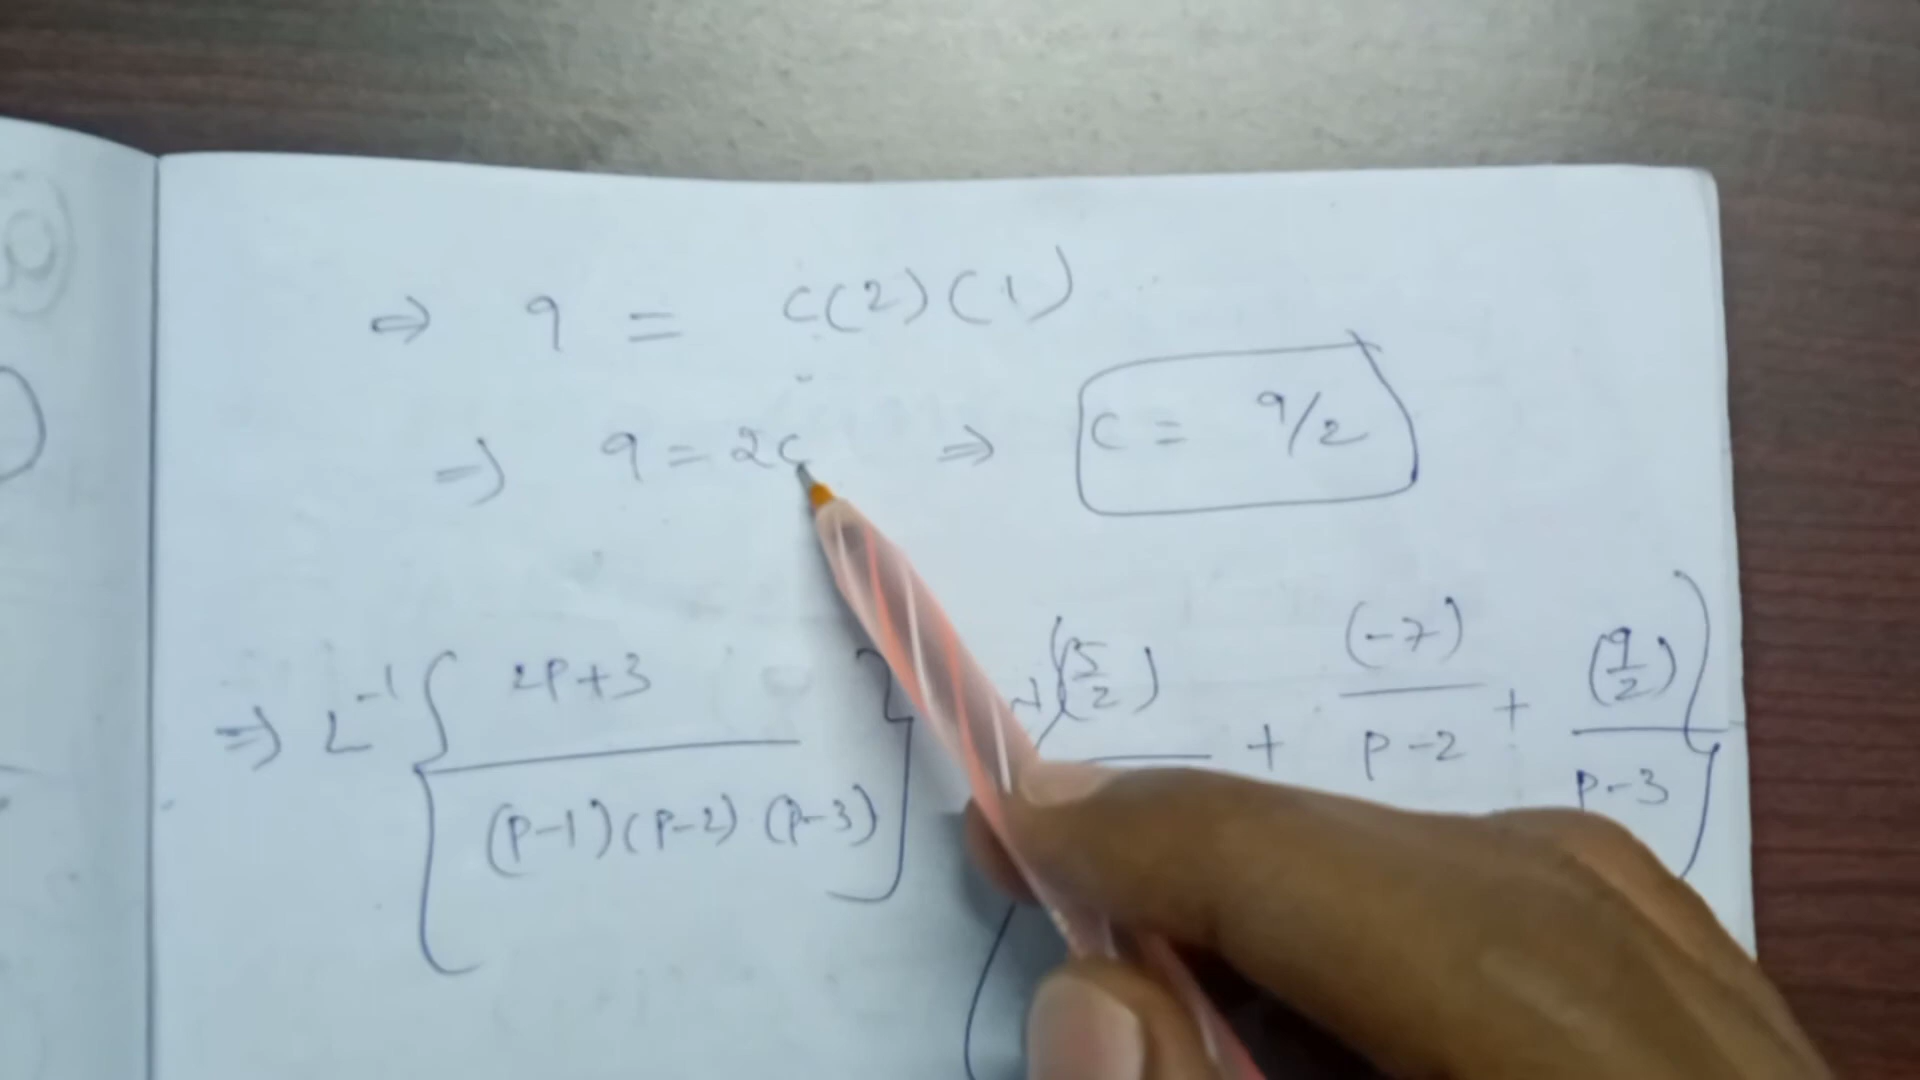 ⇒ 9 = C(2)(1)
⇒ 9 = 2C ⇒ C = 9/2
⇒ L⁻¹ { 2P+3 / (P-1)(P-2)(P-3) } (5/2) + (-7) / P-2 + (9/2) / P-3